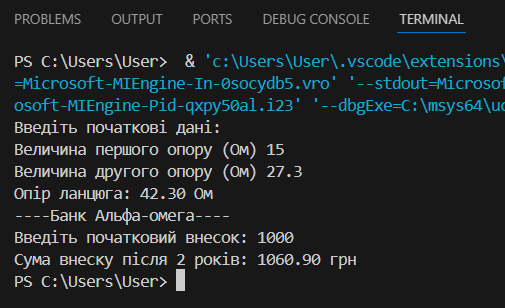 PROBLEMS OUTPUT PORTS DEBUG CONSOLE TERMINAL
PS C:\Users\User>  & 'c:\Users\User\.vscode\extensions\
=Microsoft-MIEngine-In-0socydb5.vro' '--stdout=Microsof
osoft-MIEngine-Pid-qxpy50al.i23' '--dbgExe=C:\msys64\uc
Введіть початкові дані:
Величина першого опору (Ом) 15
Величина другого опору (Ом) 27.3
Опір ланцюга: 42.30 Ом
----Банк Альфа-омега----
Введіть початковий внесок: 1000
Сума внеску після 2 років: 1060.90 грн
PS C:\Users\User>